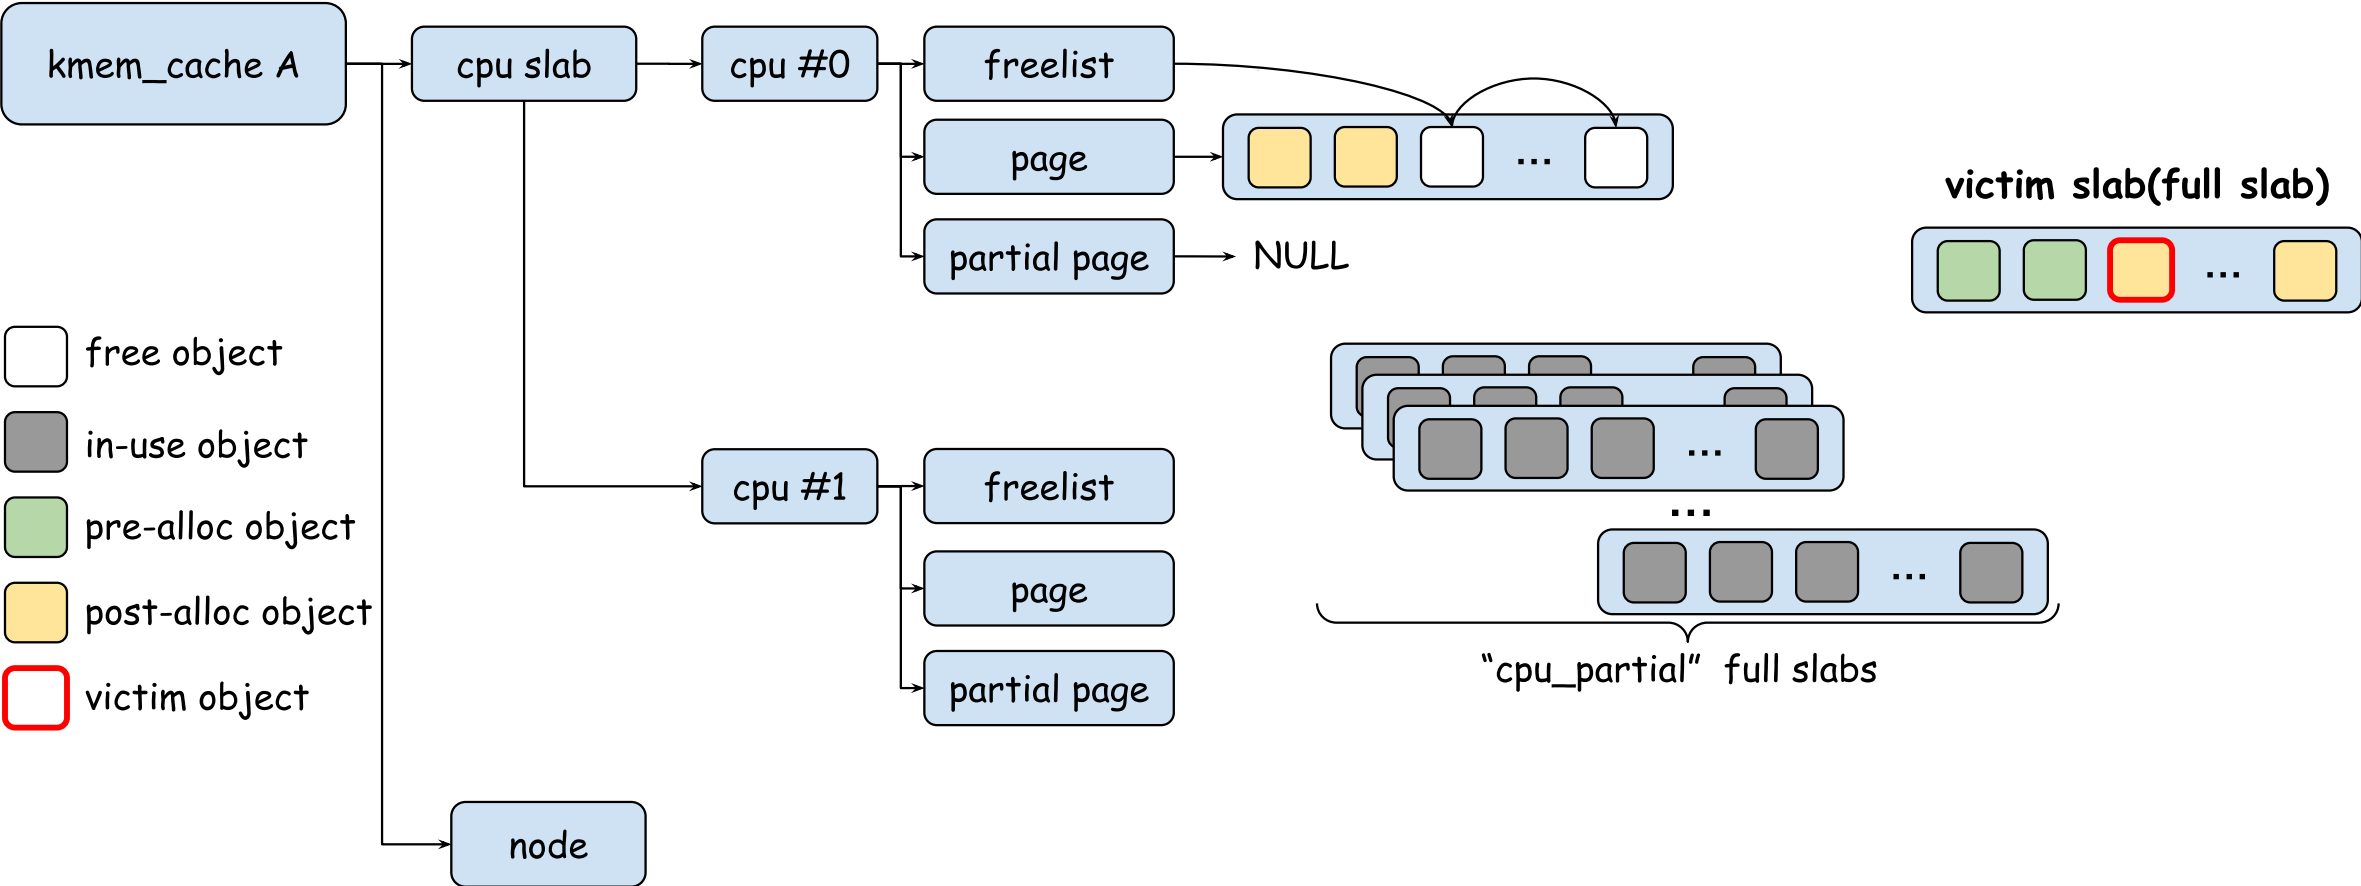 kmem_cache A
cpu slab
cpu #0
freelist
page
...
partial page
NULL
victim slab(full slab)
...
free object
in-use object
pre-alloc object
post-alloc object
victim object
cpu #1
freelist
page
partial page
...
...
...
"cpu_partial" full slabs
node